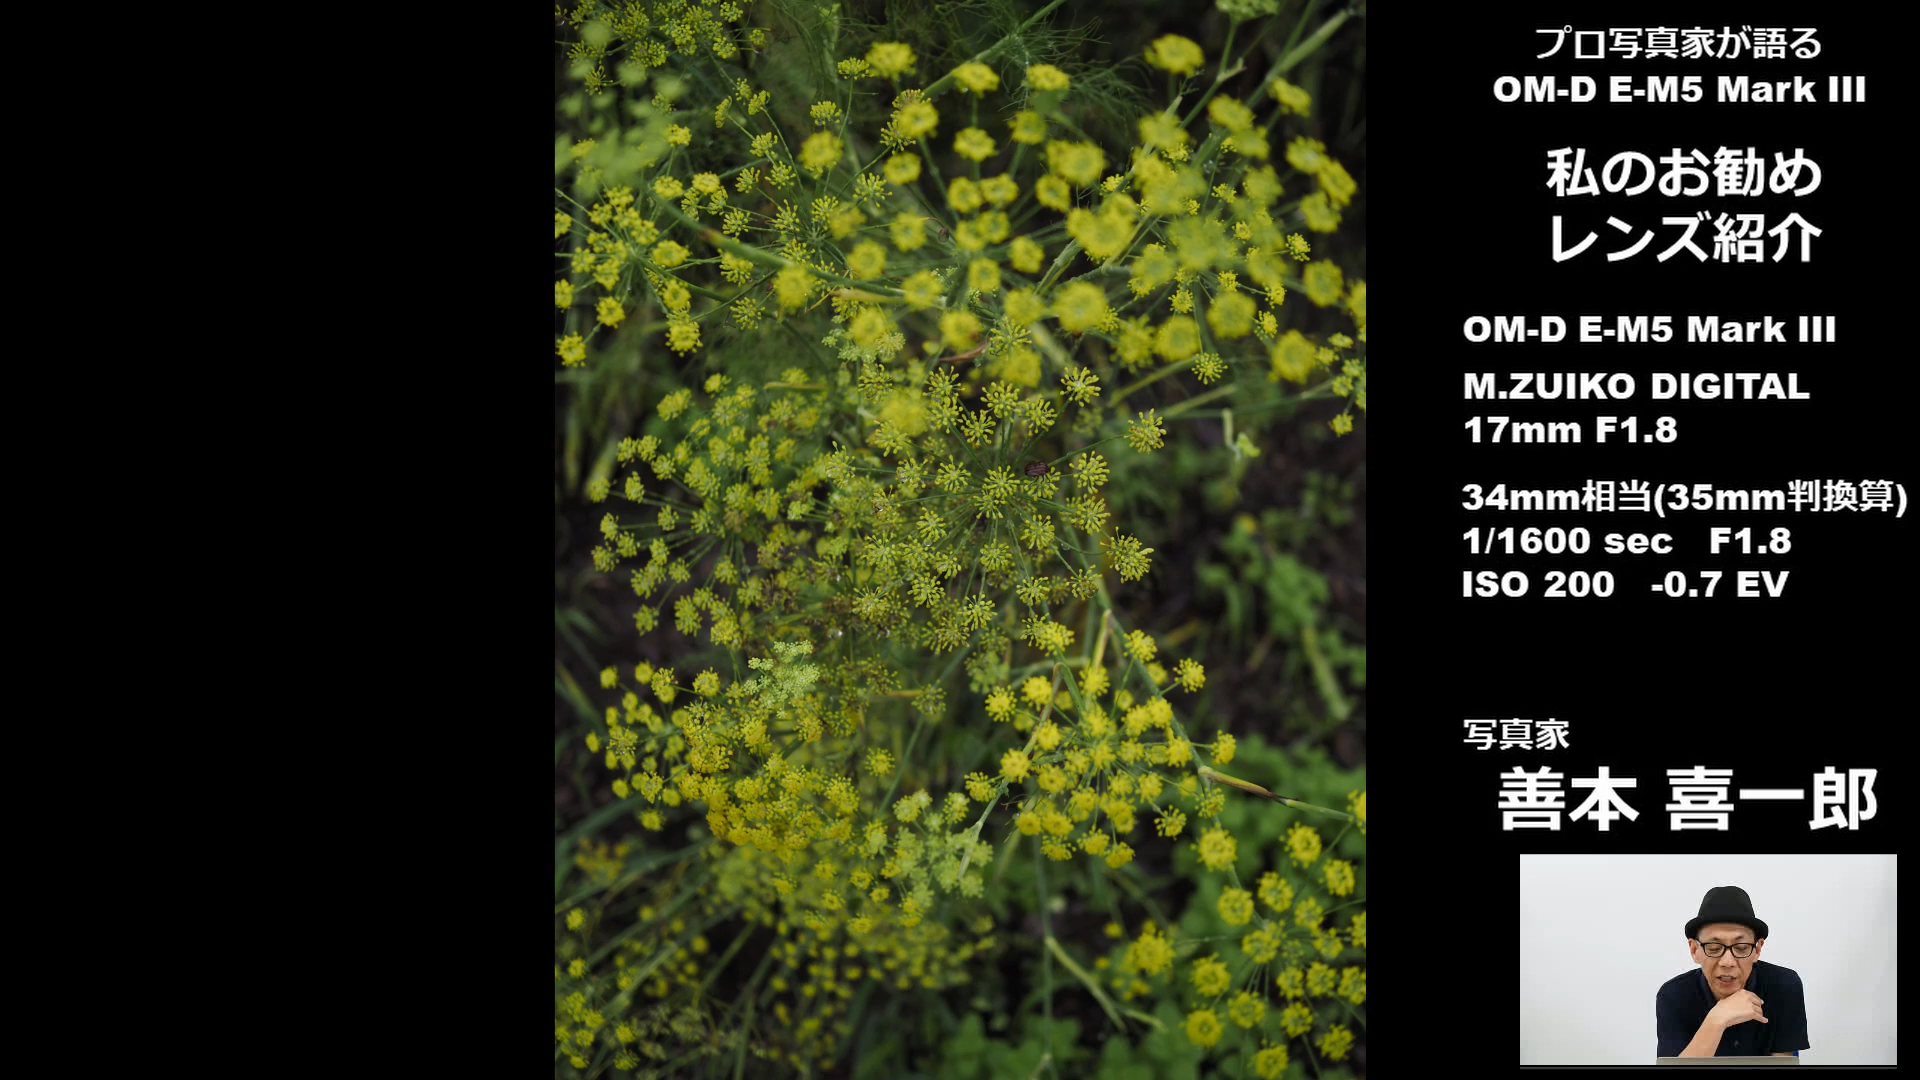 プロ写真家が語る
OM-D E-M5 Mark III
私のお勧め
レンズ紹介
OM-D E-M5 Mark III
M.ZUIKO DIGITAL
17mm F1.8
34mm相当(35mm判換算)
1/1600 sec F1.8
ISO 200 -0.7 EV
写真家
善本 喜一郎